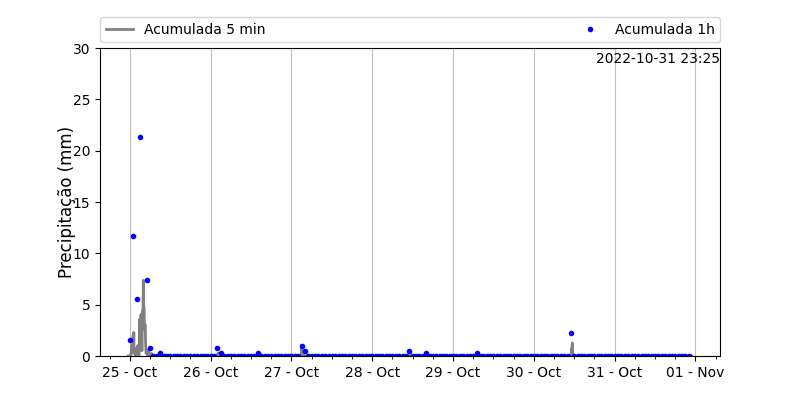 Acumulada 5 min
Acumulada 1h
2022-10-31 23:25
Precipitação (mm)
30
25
20
15
10
5
0
25 - Oct
26 - Oct
27 - Oct
28 - Oct
29 - Oct
30 - Oct
31 - Oct
01 - Nov